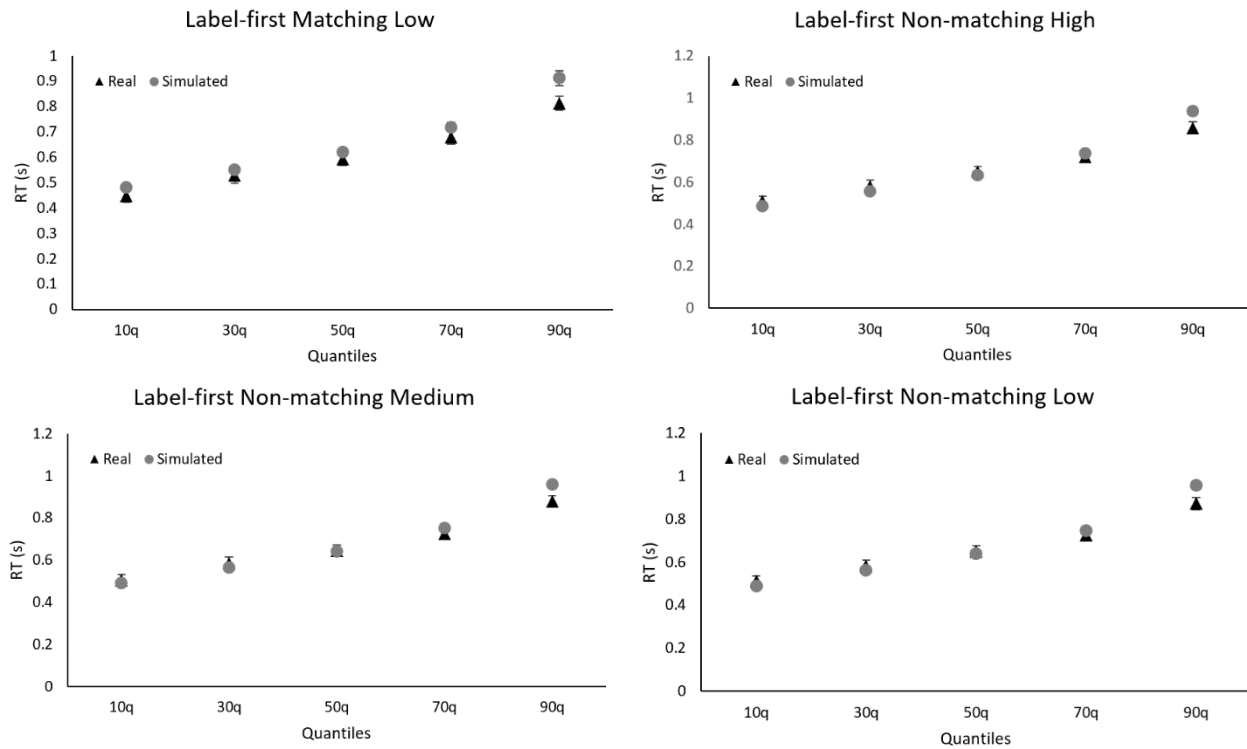 Label-first Matching Low
1
0.9
0.8
0.7
0.6
0.5
0.4
0.3
0.2
0.1
0
RT (s)
Real Simulated
10q 30q 50q 70q 90q
Quantiles
Label-first Non-matching High
1.2
1
0.8
0.6
0.4
0.2
0
RT (s)
Real Simulated
10q 30q 50q 70q 90q
Quantiles
Label-first Non-matching Medium
1.2
1
0.8
0.6
0.4
0.2
0
RT (s)
Real Simulated
10q 30q 50q 70q 90q
Quantiles
Label-first Non-matching Low
1.2
1
0.8
0.6
0.4
0.2
0
RT (s)
Real Simulated
10q 30q 50q 70q 90q
Quantiles